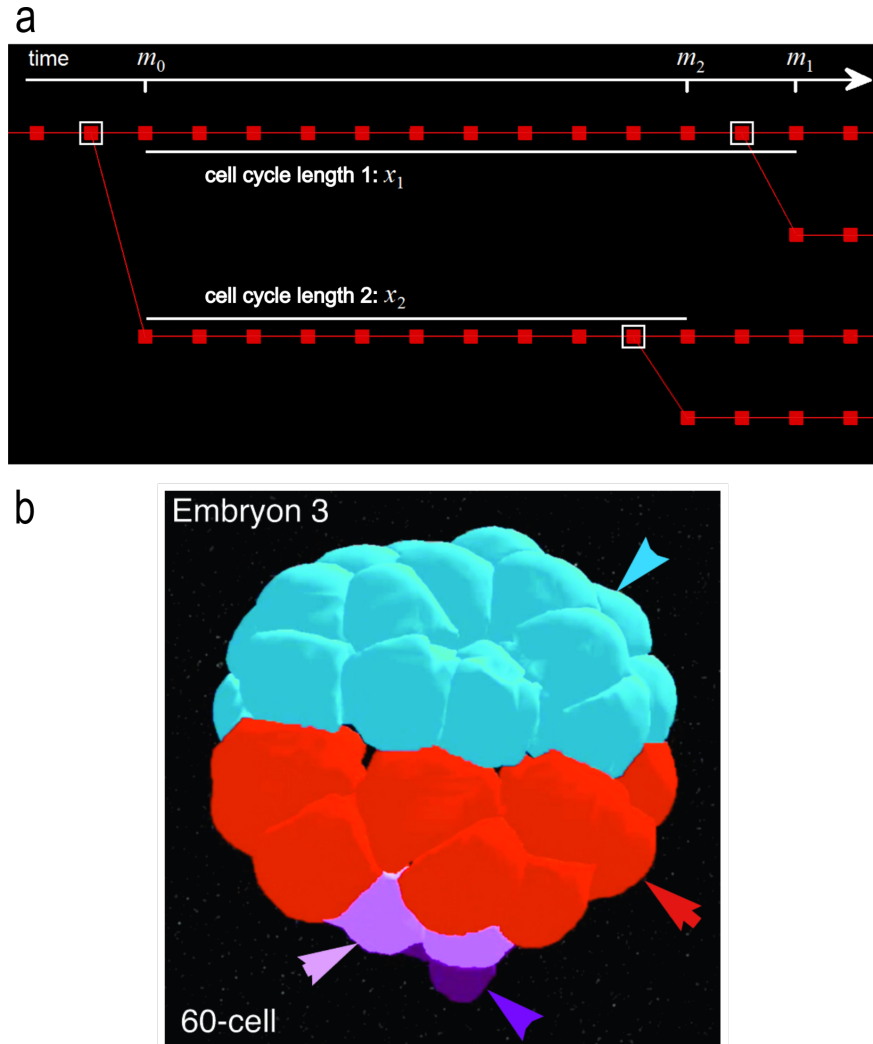 a
time m₀ m₂ m₁
cell cycle length 1: x₁
cell cycle length 2: x₂
b
Embryon 3
60-cell